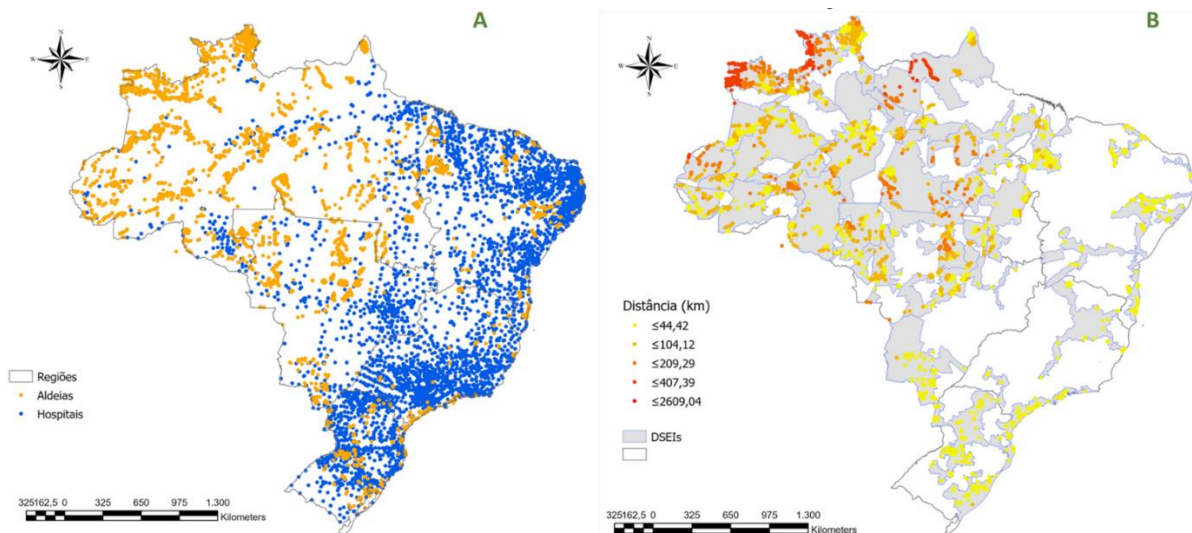 A
N
W E
S
Regiões
Aldeias
Hospitais
325162,5 0 325 650 975 1.300
Kilometers
B
N
W E
S
Distância (km)
≤44,42
≤104,12
≤209,29
≤407,39
≤2609,04
DSEIs
325162,5 0 325 650 975 1.300
Kilometers